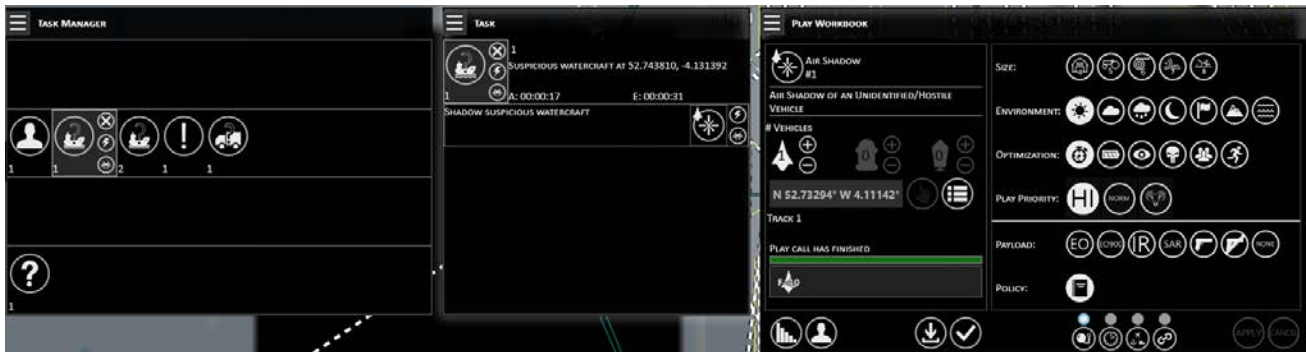 TASK MANAGER
1
1
2
1
1
1
TASK
1
SUSPICIOUS WATERCRAFT AT 52.743810, -4.131392
1
A: 00:00:17
E: 00:00:31
SHADOW SUSPICIOUS WATERCRAFT
PLAY WORKBOOK
AIR SHADOW
#1
AIR SHADOW OF AN UNIDENTIFIED/HOSTILE
VEHICLE
# VEHICLES
1
0
0
N 52.73294° W 4.11142°
TRACK 1
PLAY CALL HAS FINISHED
SIZE:
ENVIRONMENT:
OPTIMIZATION:
PLAY PRIORITY:
HI
NORM
PAYLOAD:
EO
EO900
IR
SAR
NONE
POLICY:
APPLY
CANCEL